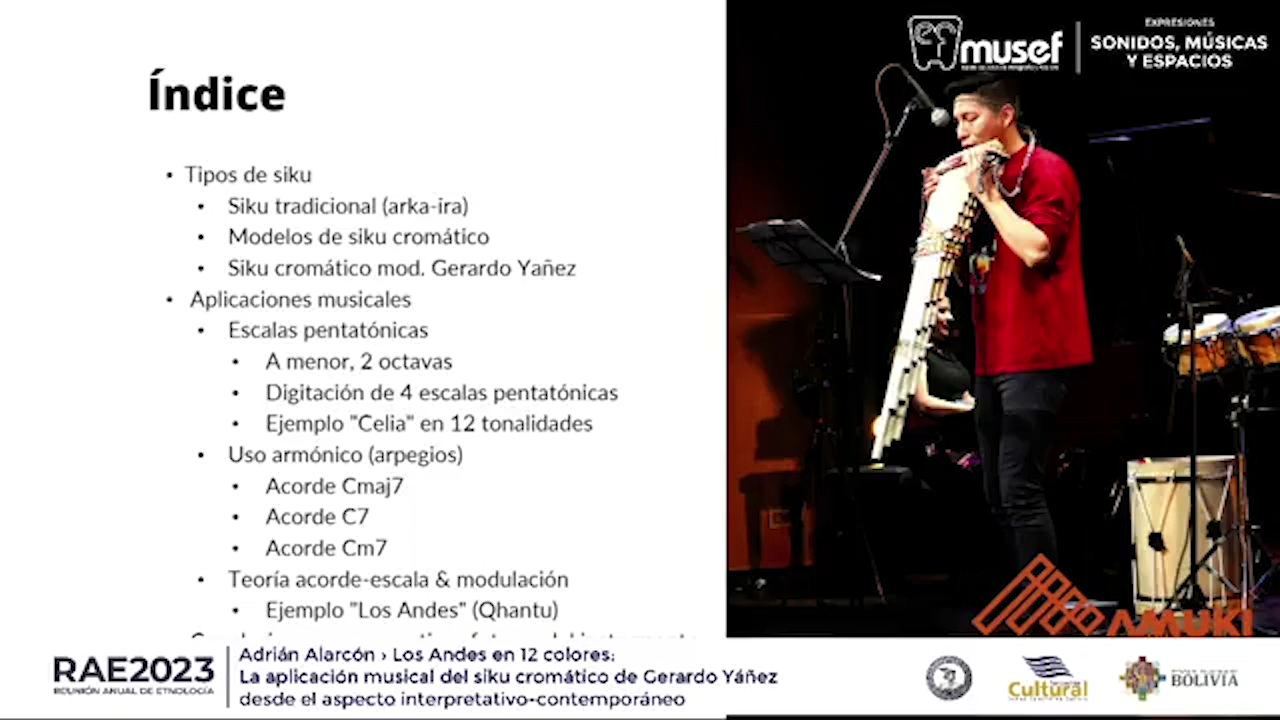 musef
EXPRESIONES
SONIDOS, MÚSICAS
Y ESPACIOS
Índice
• Tipos de siku
• Siku tradicional (arka-ira)
• Modelos de siku cromático
• Siku cromático mod. Gerardo Yañez
• Aplicaciones musicales
• Escalas pentatónicas
• A menor, 2 octavas
• Digitación de 4 escalas pentatónicas
• Ejemplo "Celia" en 12 tonalidades
• Uso armónico (arpegios)
• Acorde Cmaj7
• Acorde C7
• Acorde Cm7
• Teoría acorde-escala & modulación
• Ejemplo "Los Andes" (Qhantu)
AMUKI
RAE2023
REUNIÓN ANUAL DE ETNOLOGÍA
Adrián Alarcón › Los Andes en 12 colores:
La aplicación musical del siku cromático de Gerardo Yáñez
desde el aspecto interpretativo-contemporáneo
Cultural
BOLIVIA